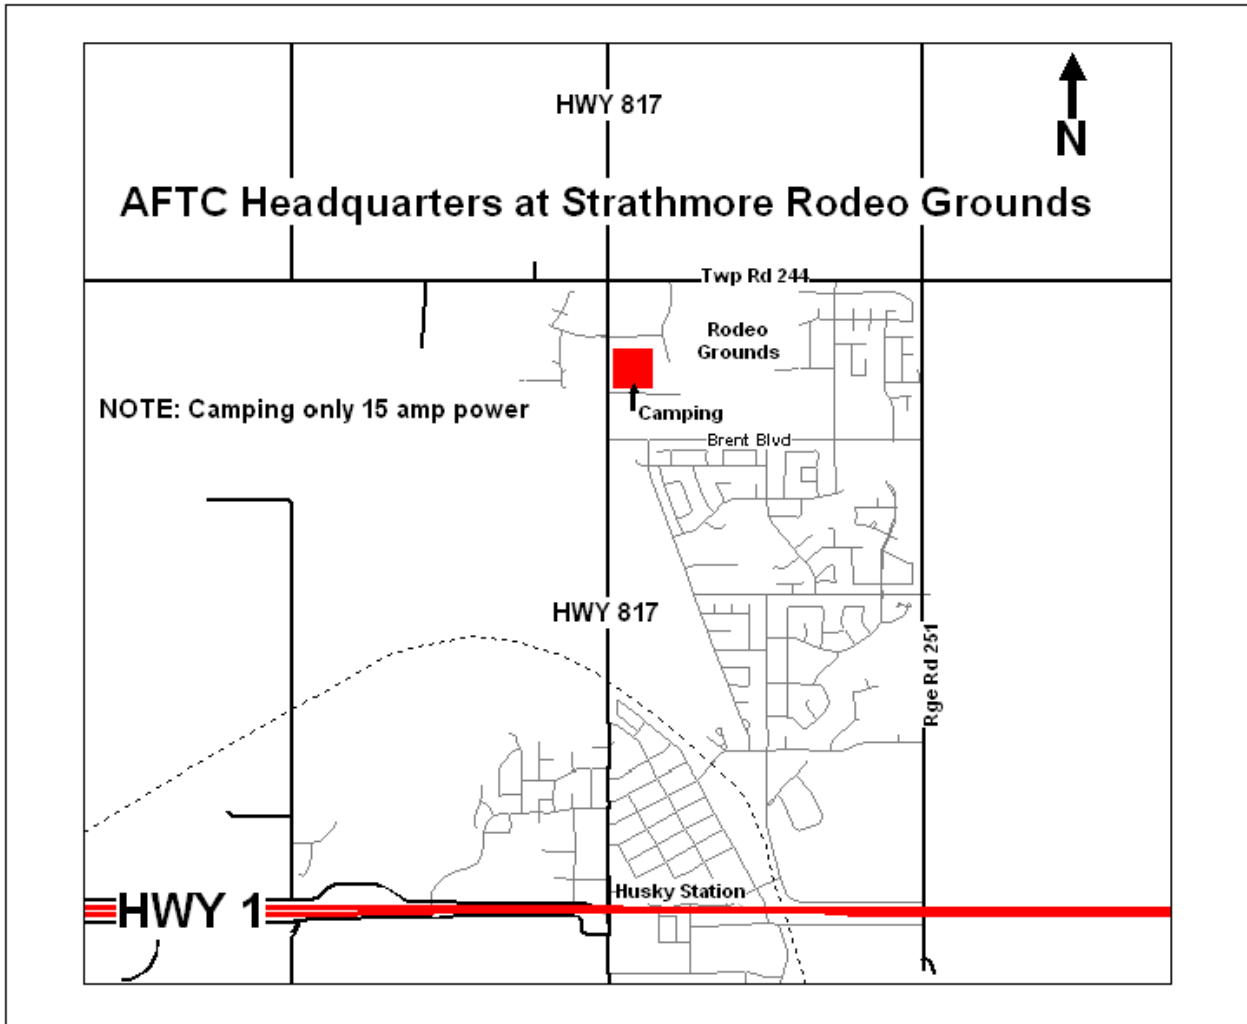 HWY 817
N
AFTC Headquarters at Strathmore Rodeo Grounds
Twp Rd 244
Rodeo
Grounds
NOTE: Camping only 15 amp power
Camping
Brent Blvd
HWY 817
Rge Rd 251
Husky Station
HWY 1